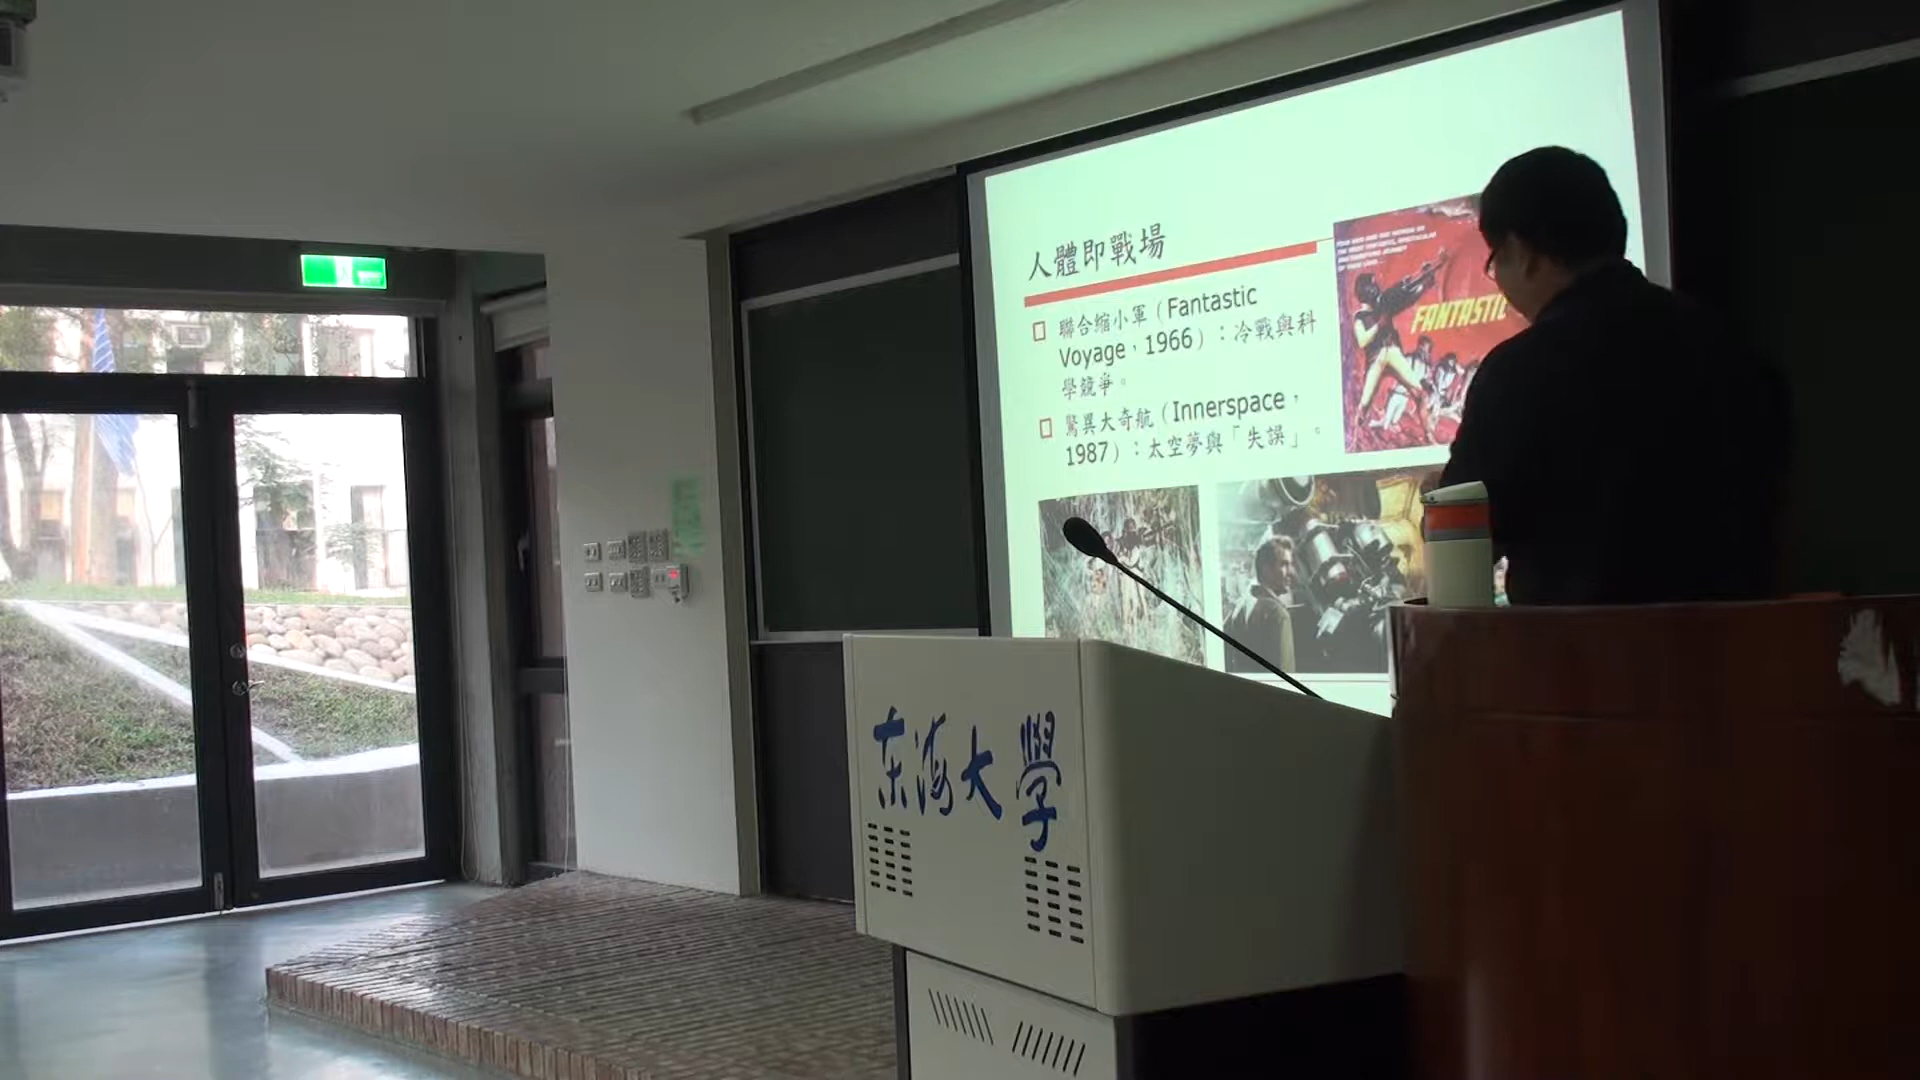 人體即戰場
聯合縮小軍（Fantastic
Voyage，1966）：冷戰與科
學競爭。
驚異大奇航（Innerspace，
1987）：太空夢與「失誤」。
FANTASTIC
东海大學